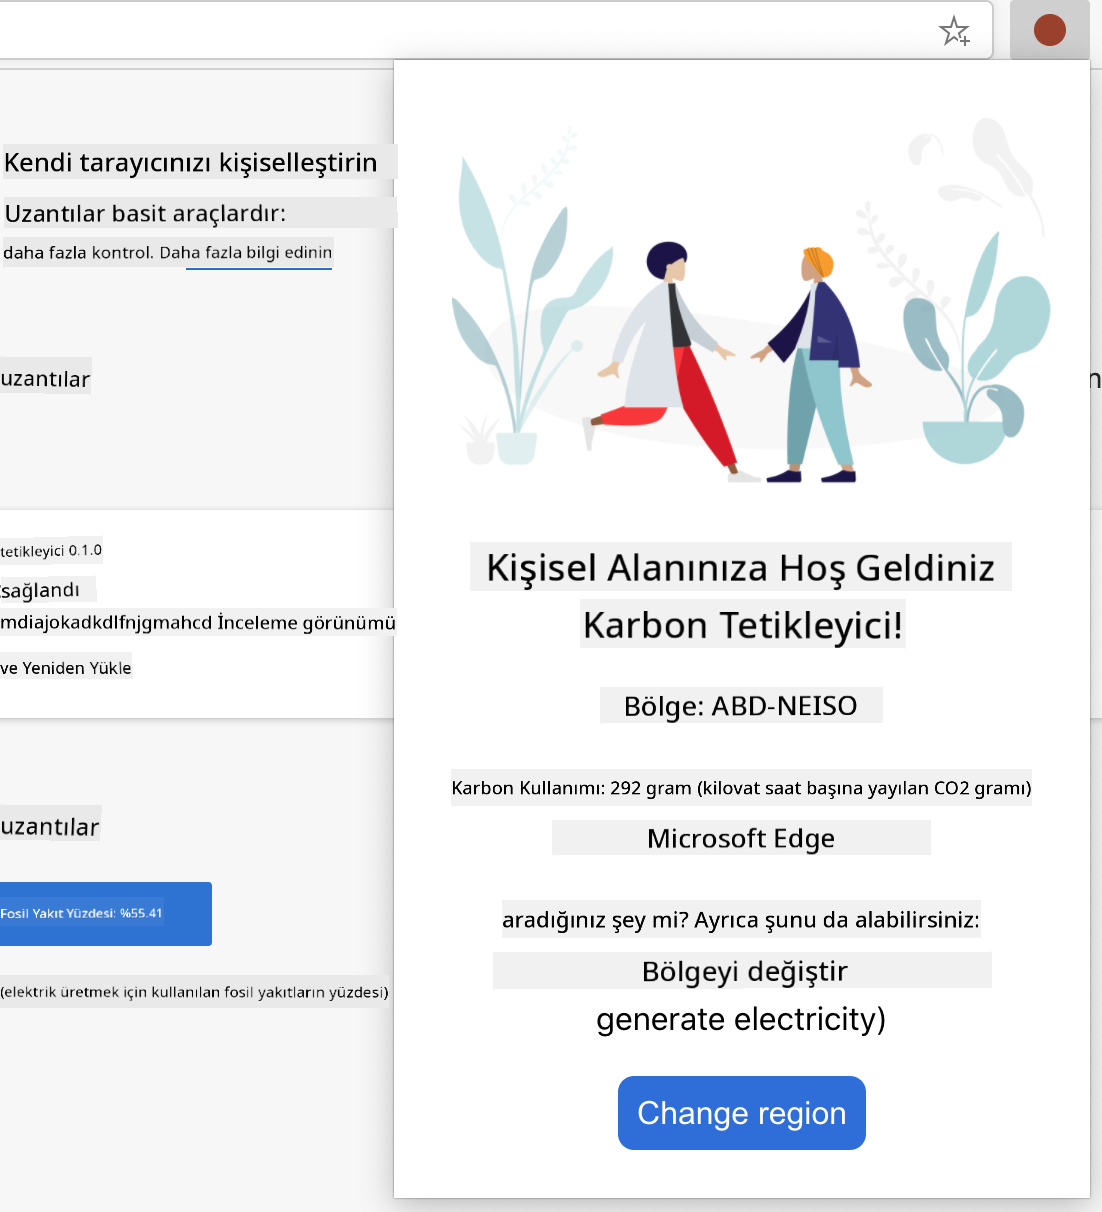 Kendi tarayıcınızı kişiselleştirin
Uzantılar basit araçlardır:
daha fazla kontrol. Daha fazla bilgi edinin
uzantılar
tetikleyici 0.1.0
sağlandı
mdiajokadkdlfnjgmahcd İnceleme görünümü
ve Yeniden Yükle
uzantılar
Fosil Yakıt Yüzdesi: %55.41
(elektrik üretmek için kullanılan fosil yakıtların yüzdesi)
Kişisel Alanınıza Hoş Geldiniz
Karbon Tetikleyici!
Bölge: ABD-NEISO
Karbon Kullanımı: 292 gram (kilovat saat başına yayılan CO2 gramı)
Microsoft Edge
aradığınız şey mi? Ayrıca şunu da alabilirsiniz:
Bölgeyi değiştir
generate electricity)
Change region